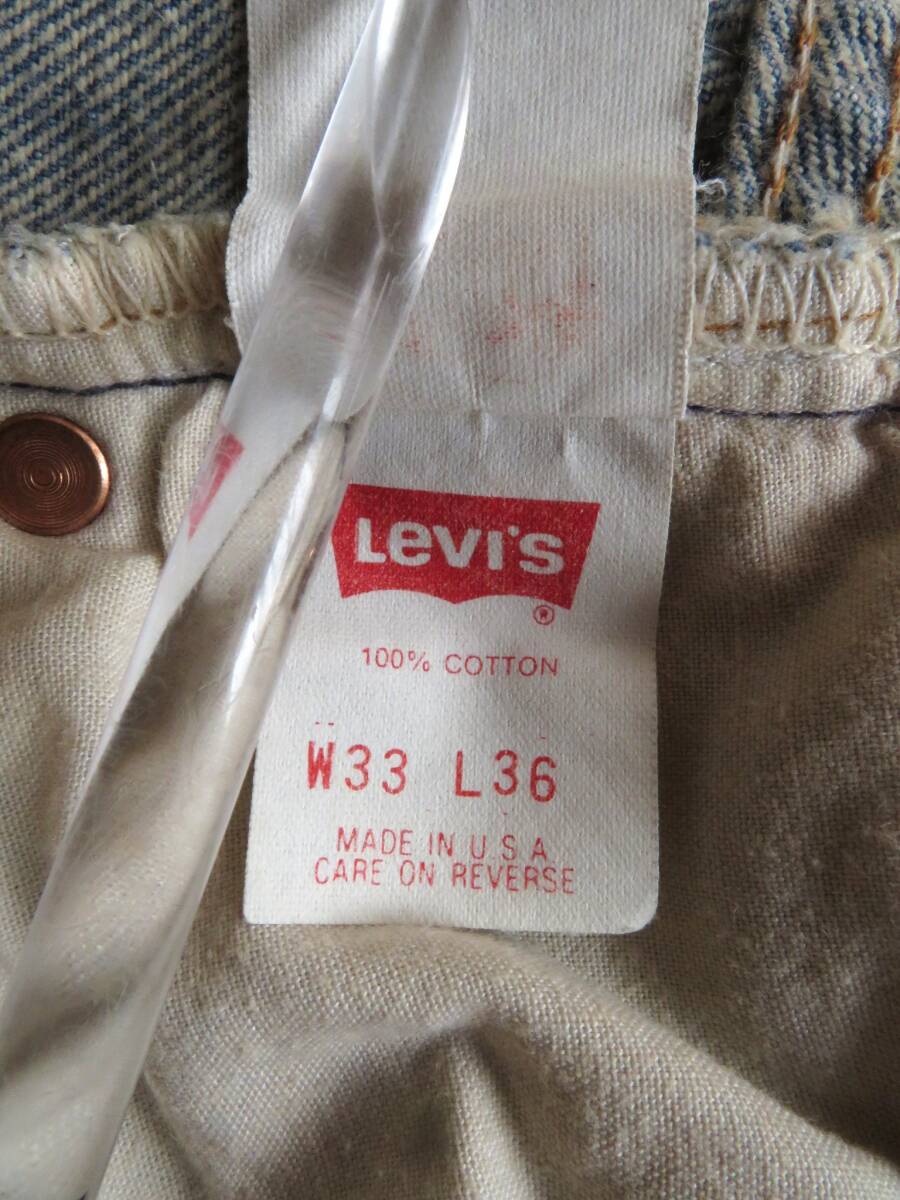 Levi's
®
100% COTTON
W33 L36
MADE IN U S A
CARE ON REVERSE